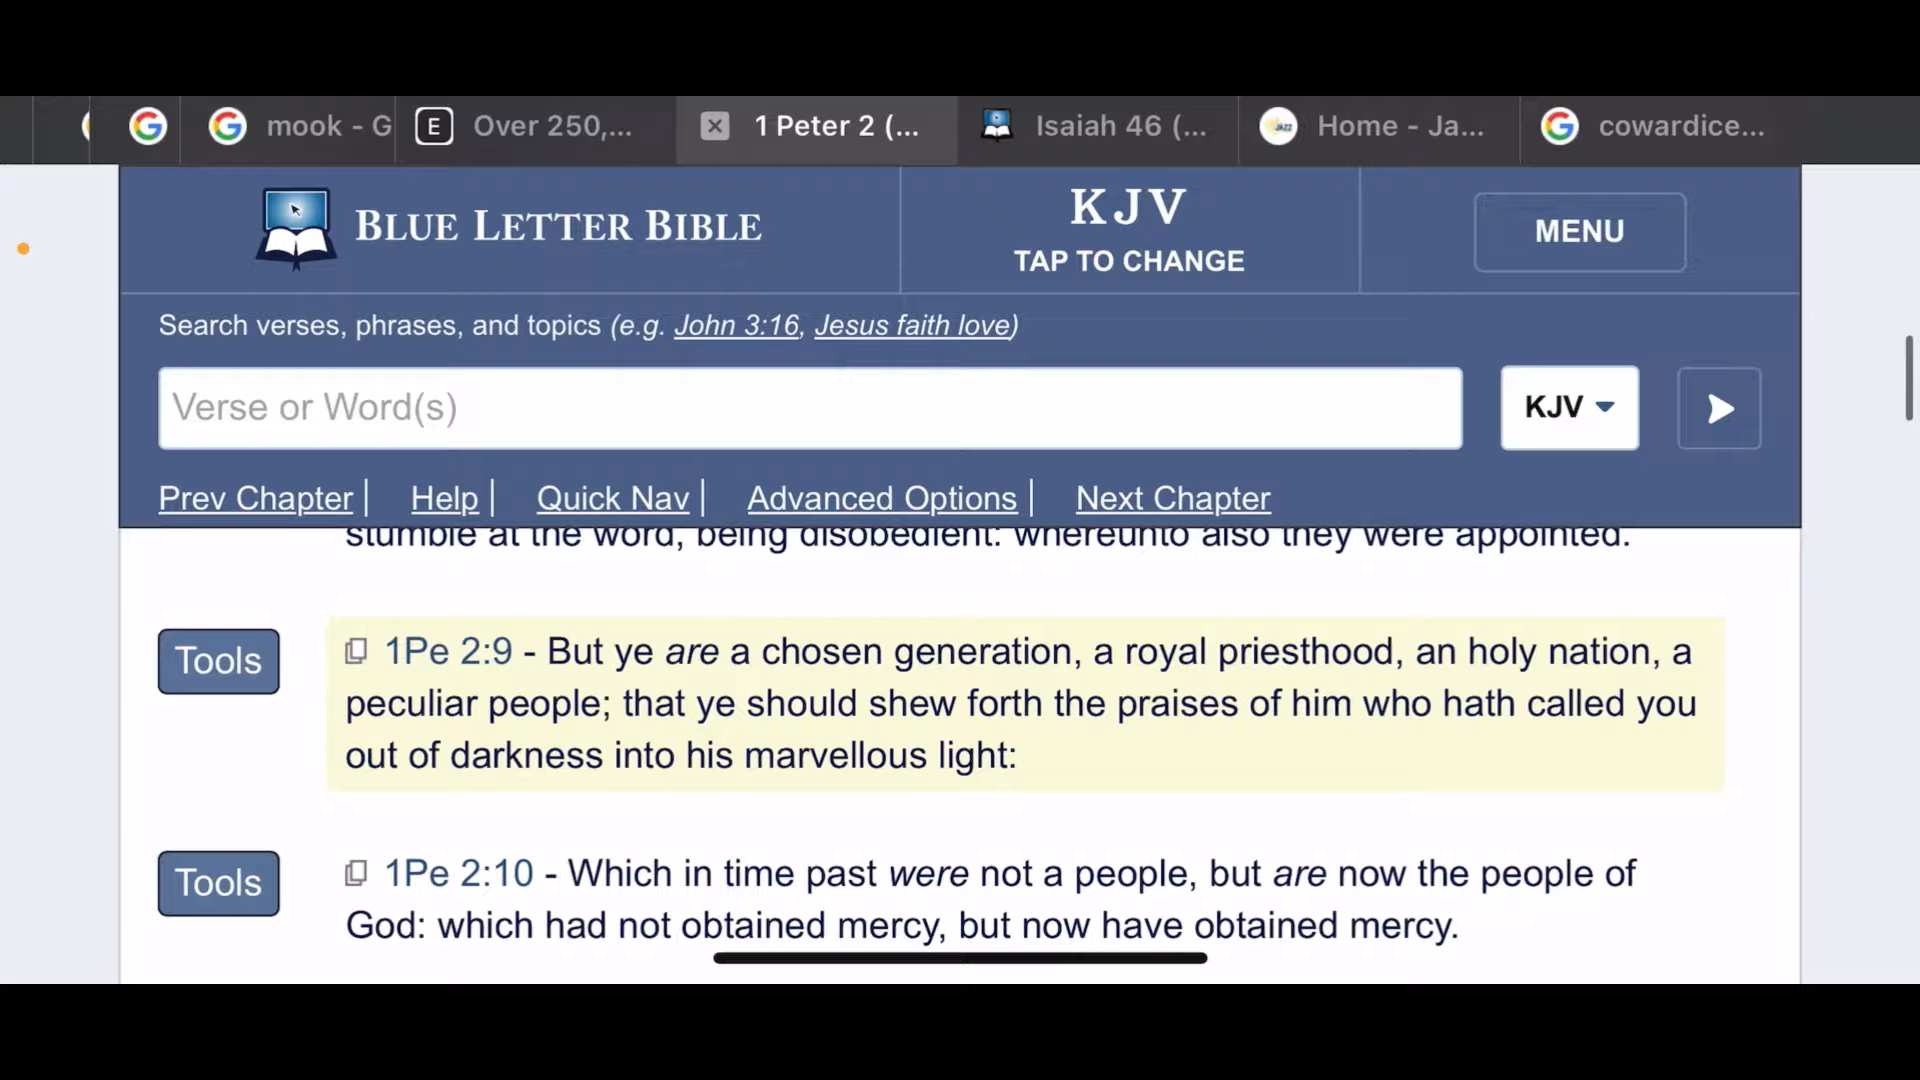 mook - G
E
Over 250,...
1 Peter 2 (...
Isaiah 46 (...
JAZZ
Home - Ja...
cowardice...
BLUE LETTER BIBLE
KJV
TAP TO CHANGE
MENU
Search verses, phrases, and topics (e.g. John 3:16, Jesus faith love)
Verse or Word(s)
KJV
Prev Chapter | Help | Quick Nav | Advanced Options | Next Chapter
stumble at the word, being disobedient: whereunto also they were appointed.
Tools
1Pe 2:9 - But ye are a chosen generation, a royal priesthood, an holy nation, a
peculiar people; that ye should shew forth the praises of him who hath called you
out of darkness into his marvellous light:
Tools
1Pe 2:10 - Which in time past were not a people, but are now the people of
God: which had not obtained mercy, but now have obtained mercy.